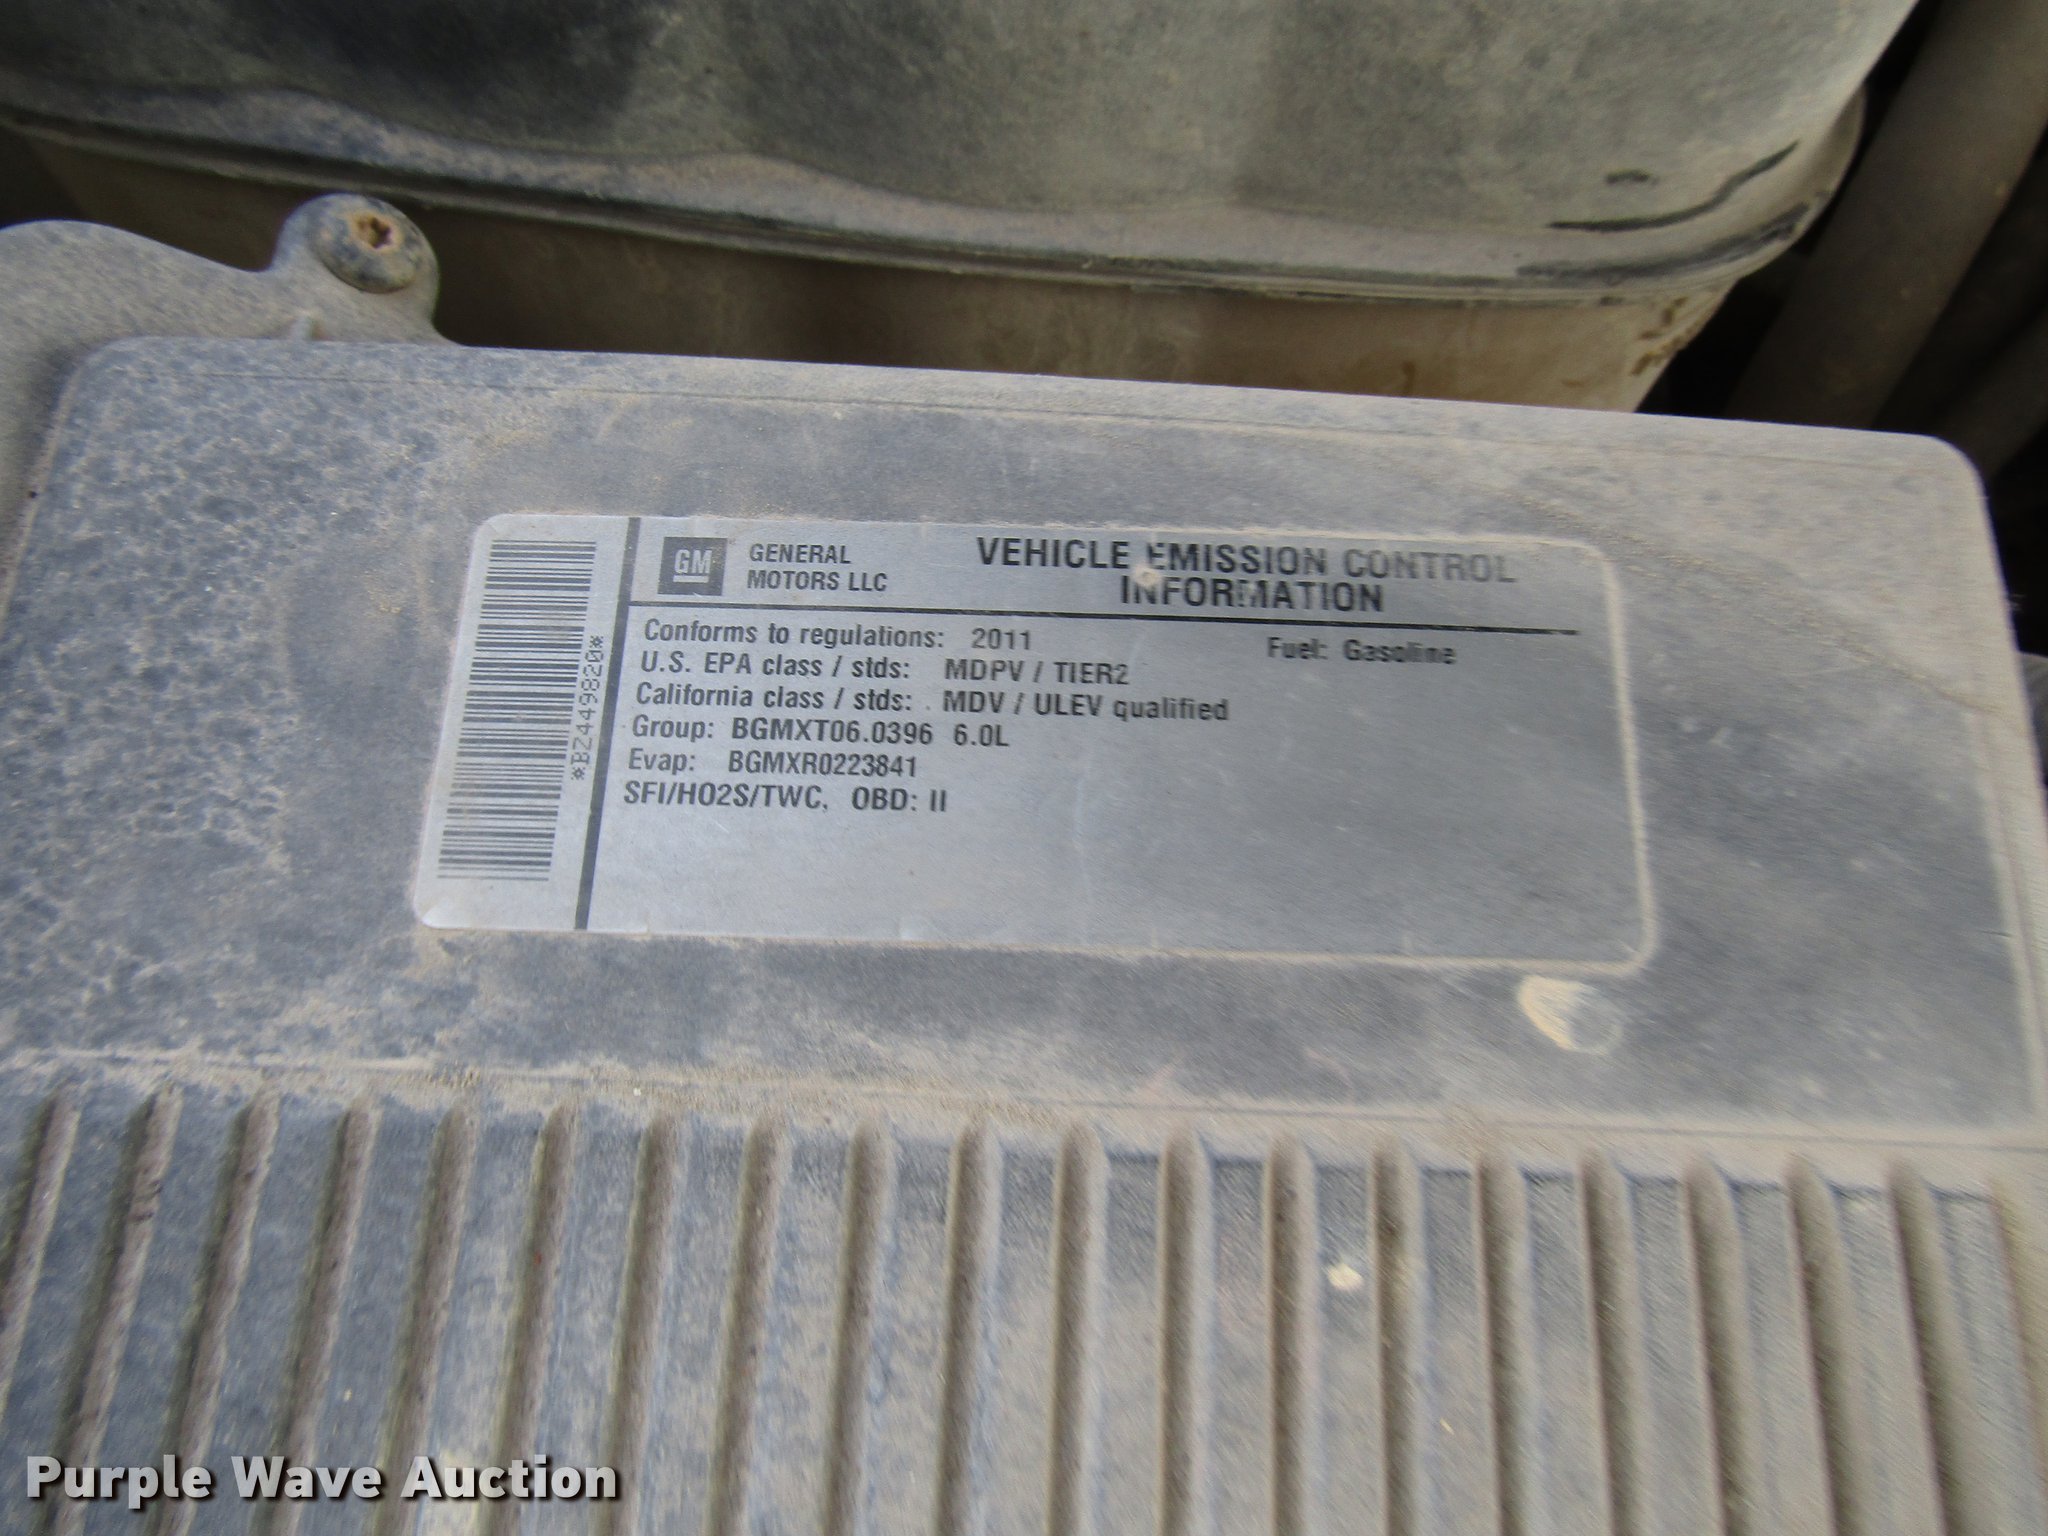 GM
GENERAL
MOTORS LLC
VEHICLE EMISSION CONTROL
INFORMATION
Conforms to regulations: 2011
Fuel: Gasoline
U.S. EPA class / stds: MDPV / TIER2
California class / stds: MDV / ULEV qualified
Group: BGMXT06.0396 6.0L
Evap: BGMXR0223841
SFI/HO2S/TWC, OBD: II
*BZ449820*
Purple Wave Auction